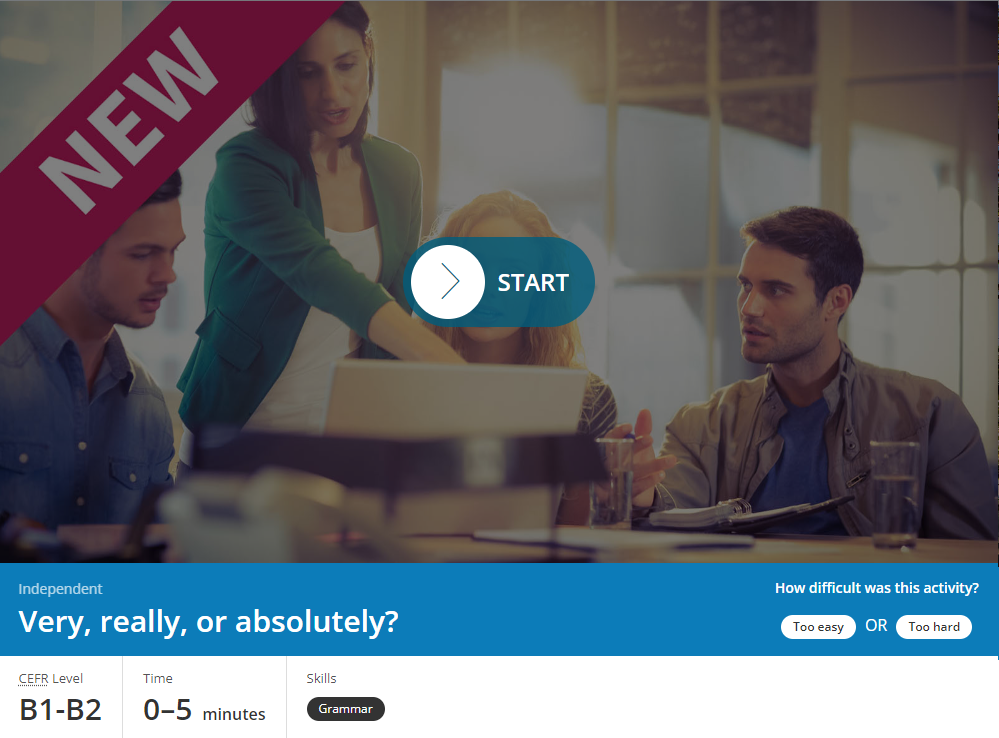 NEW
START
Independent
Very, really, or absolutely?
How difficult was this activity?
Too easy OR Too hard
CEFR Level
B1-B2
Time
0–5 minutes
Skills
Grammar